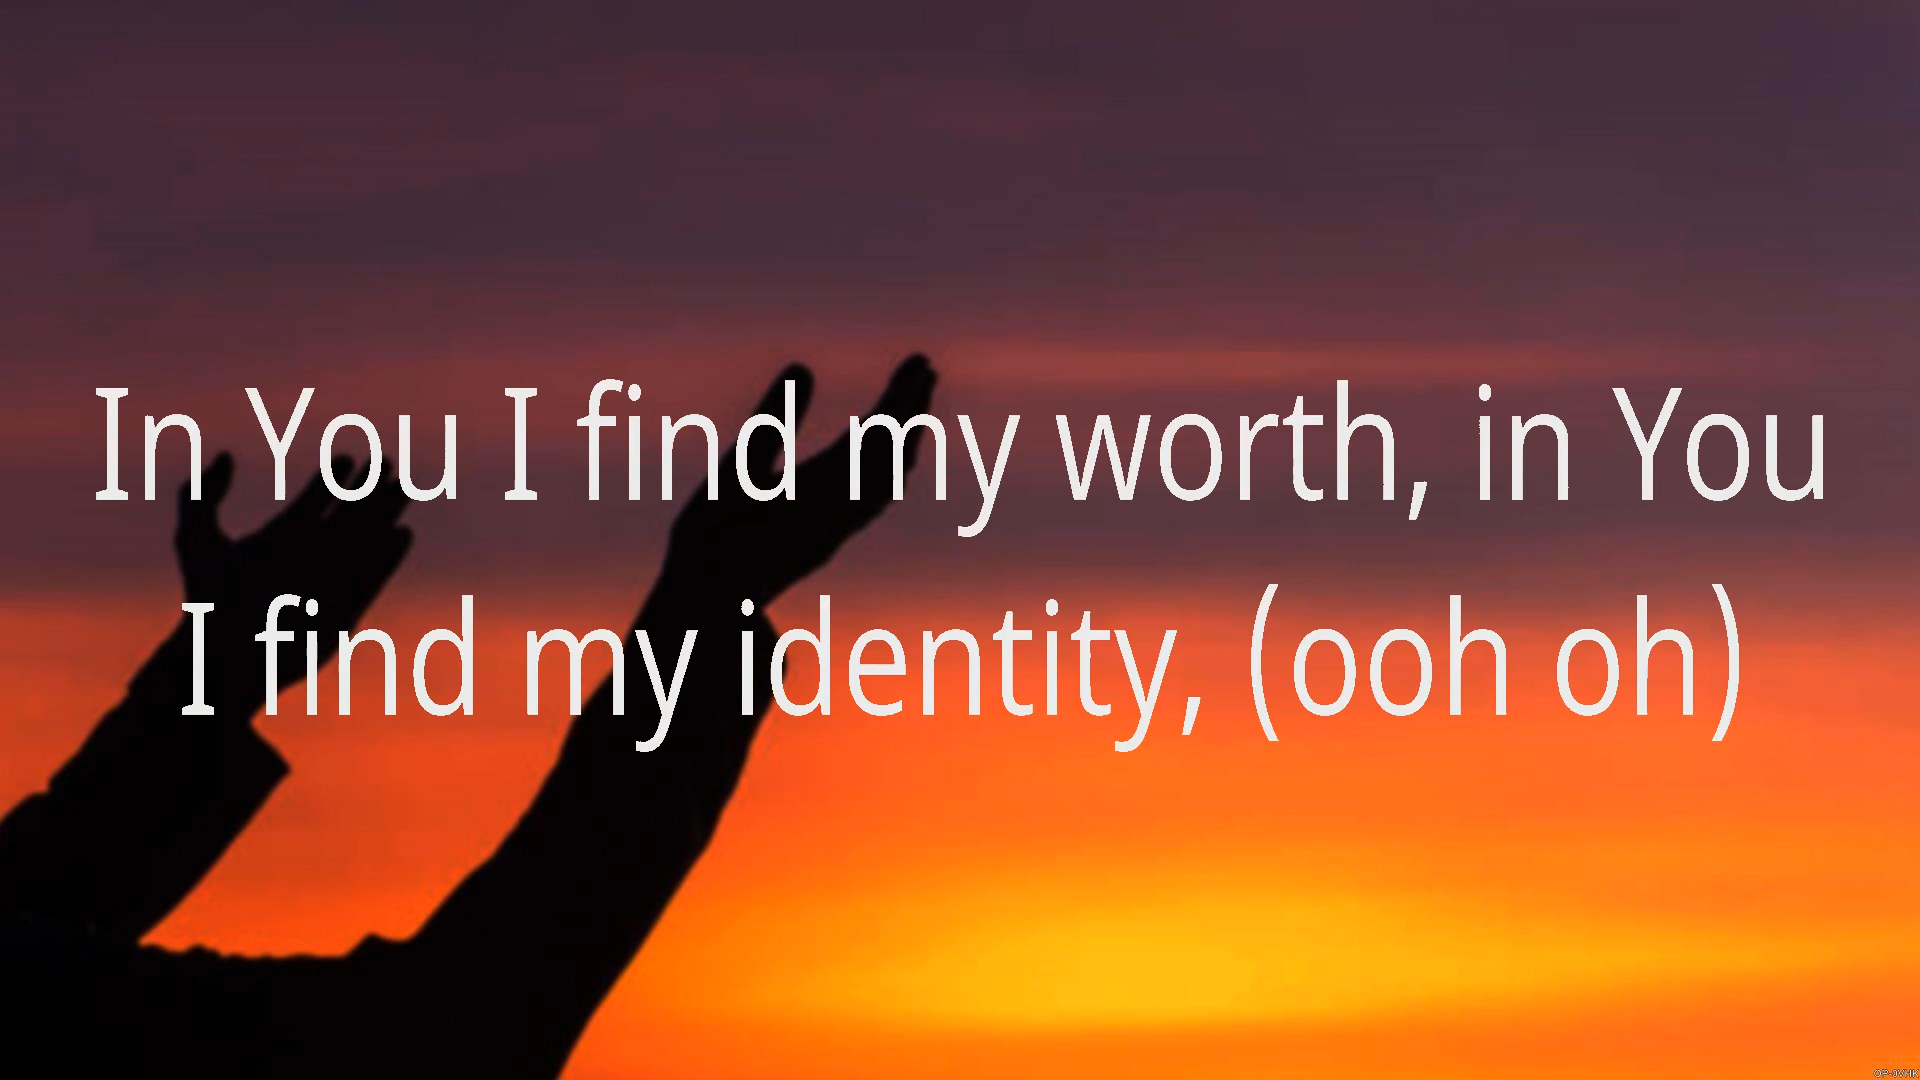 In You I find my worth, in You
I find my identity, (ooh oh)